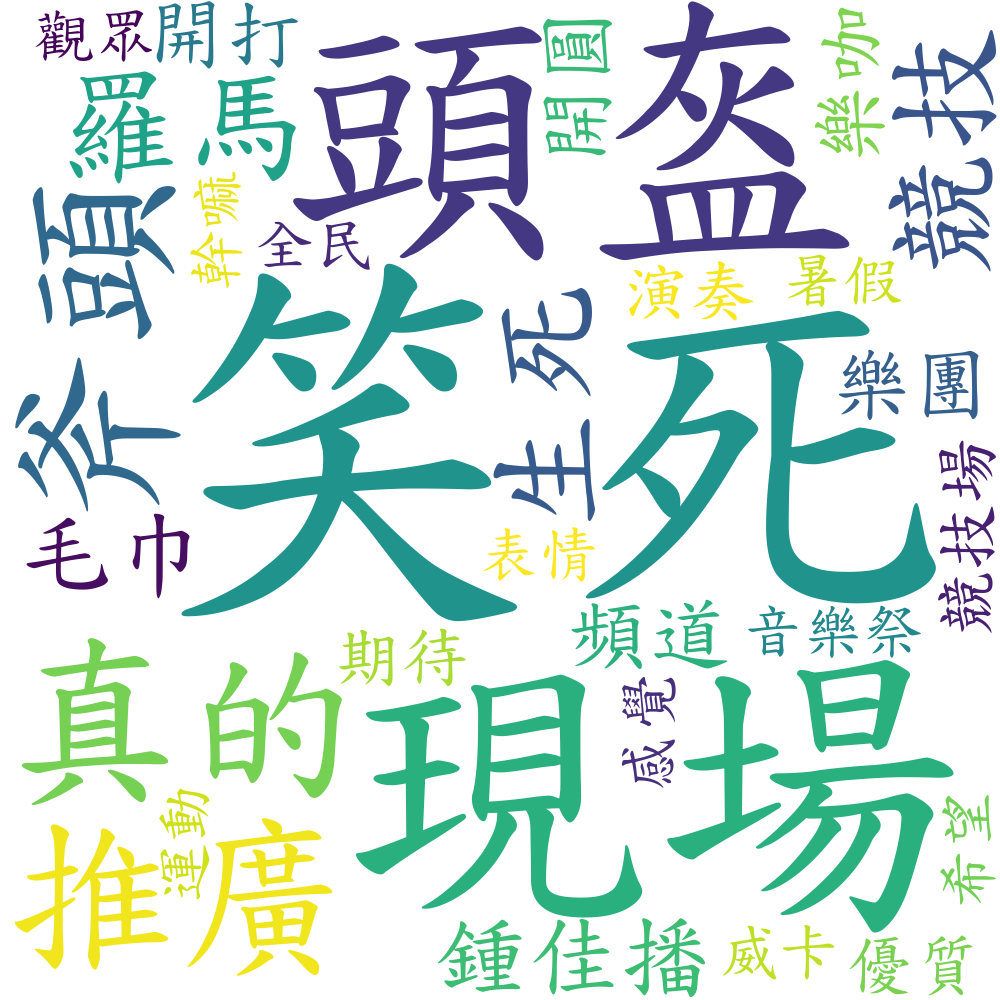 觀眾
開打
頭盔
開圓
樂咖
競技
羅馬
斧頭
幹嘛
全民
笑死
生死
演奏
暑假
樂團
競技場
毛巾
表情
頻道
音樂祭
期待
真的
現場
感覺
推廣
運動
希望
鍾佳播
威卡
優質